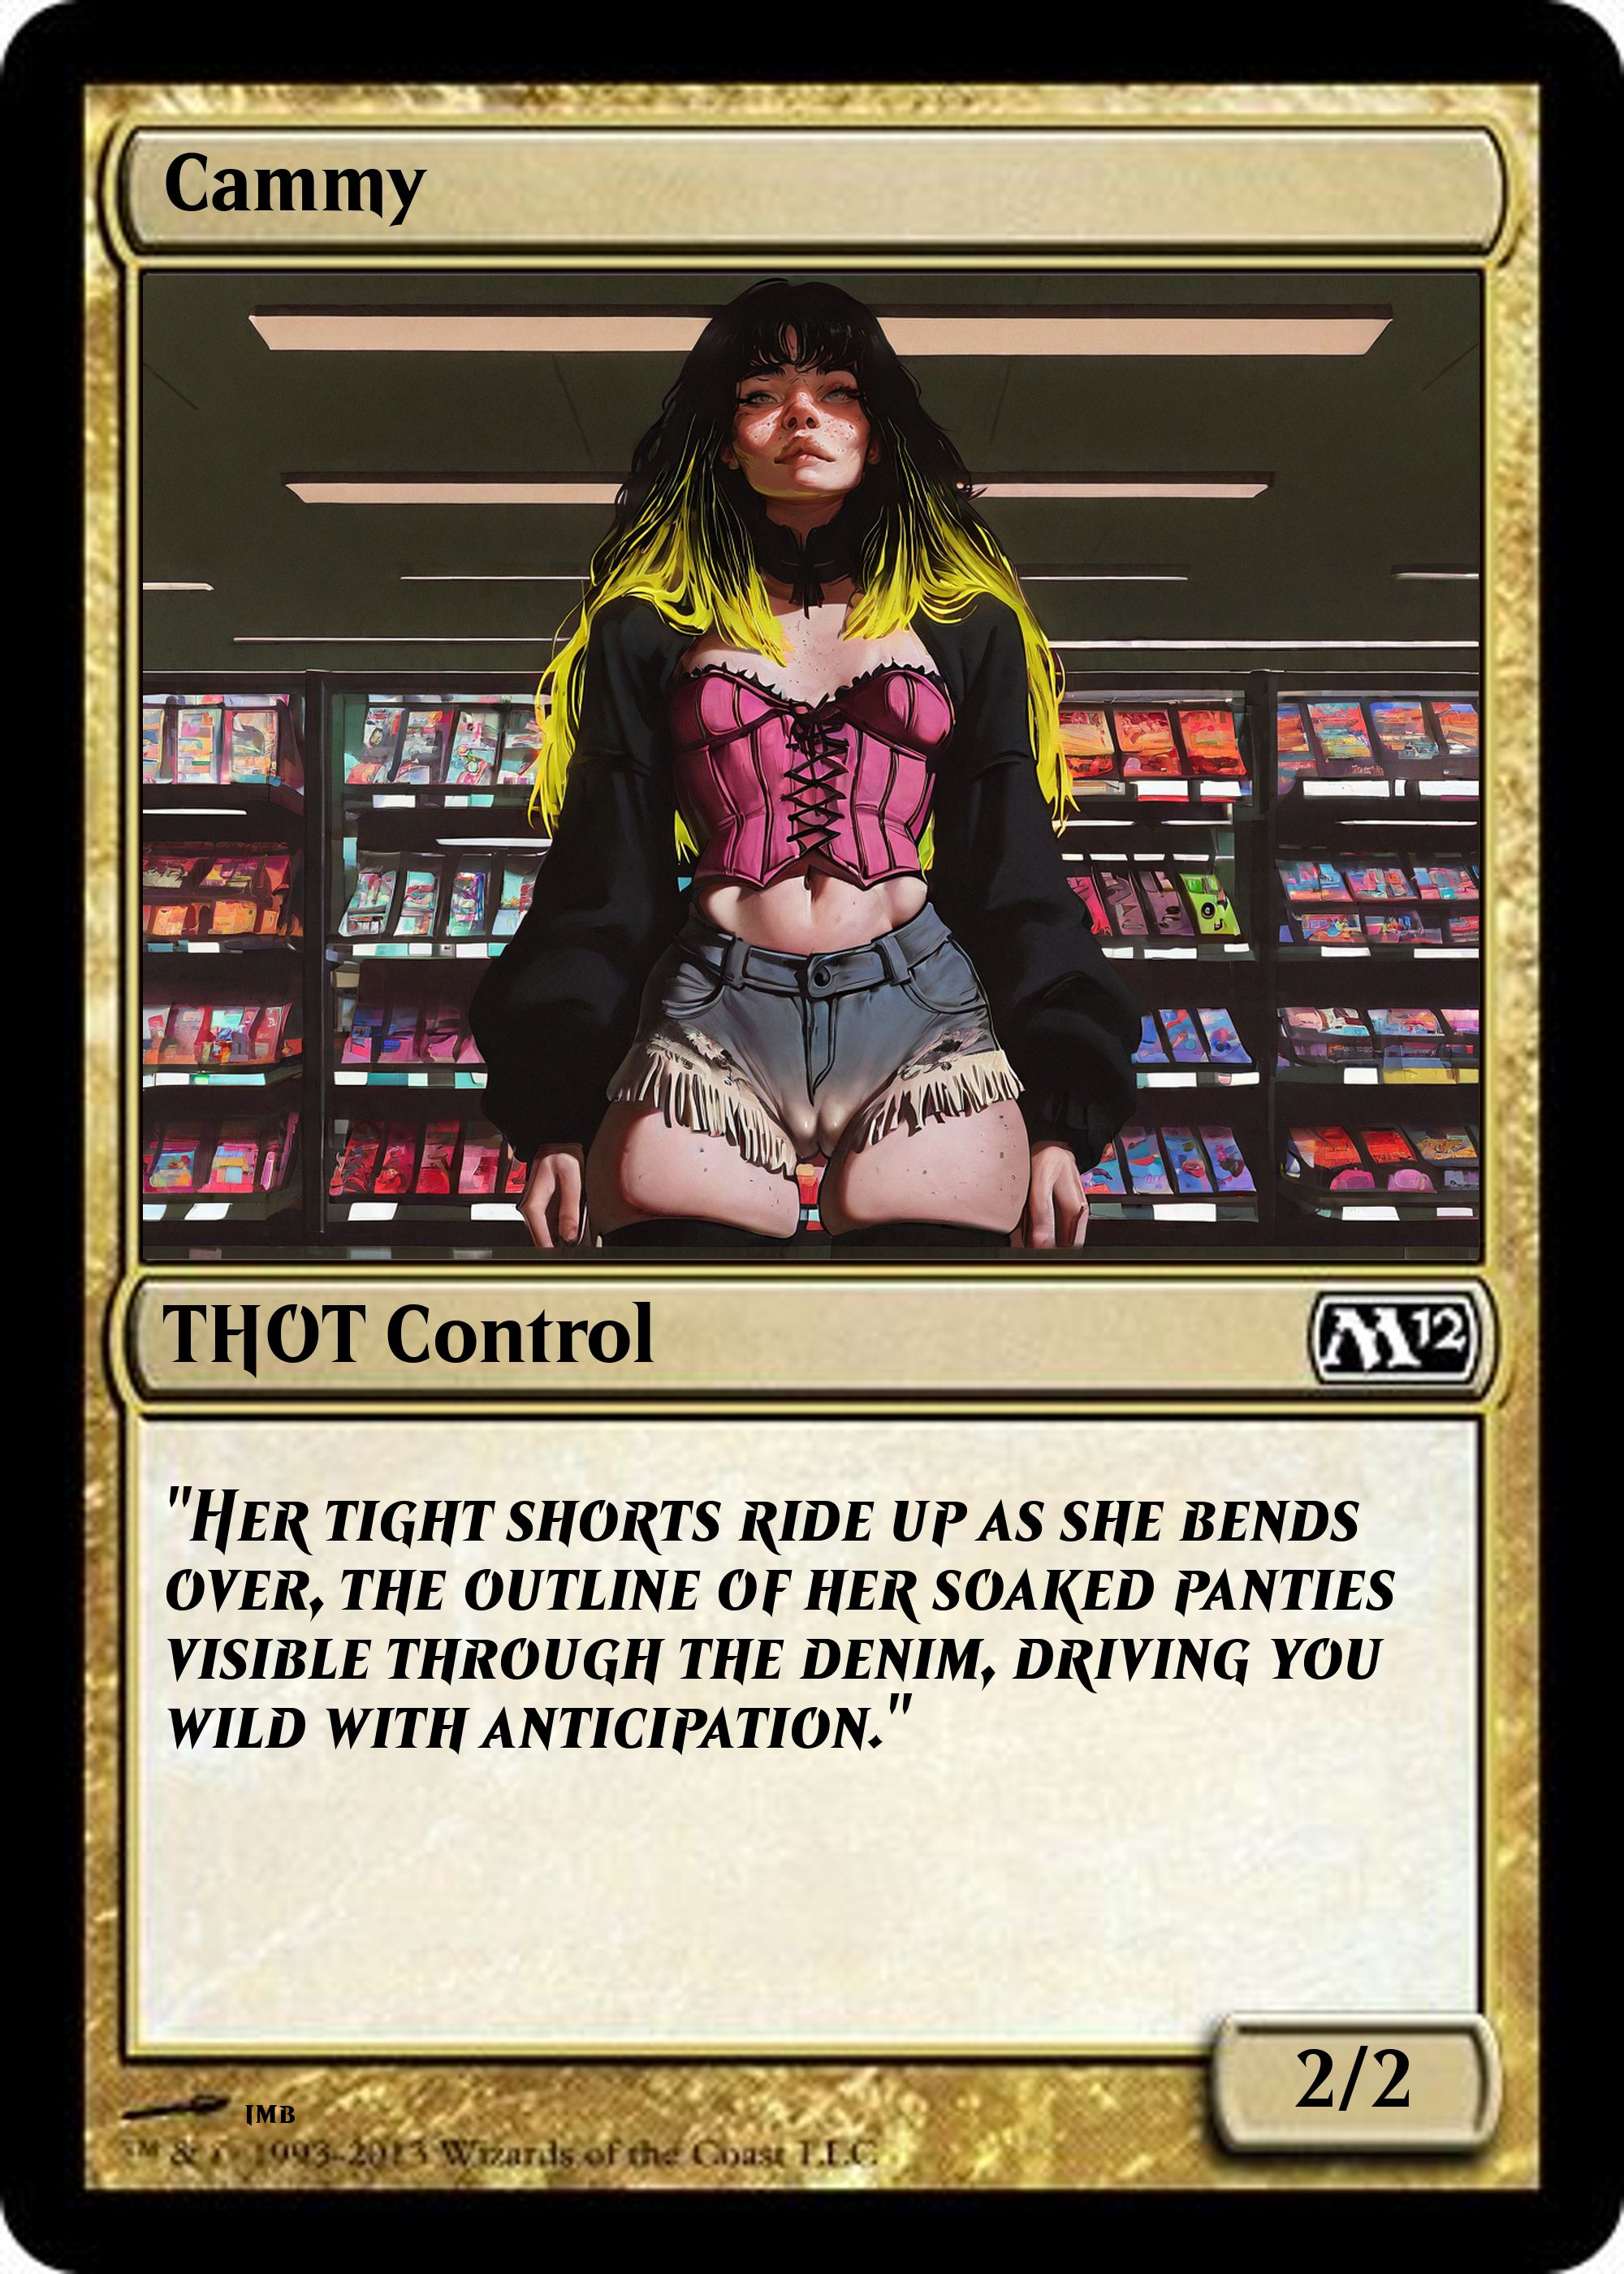 Cammy
THOT Control
M12
"Her tight shorts ride up as she bends
over, the outline of her soaked panties
visible through the denim, driving you
wild with anticipation."
2/2
JMB
™ & © 1993-2013 Wizards of the Coast LLC